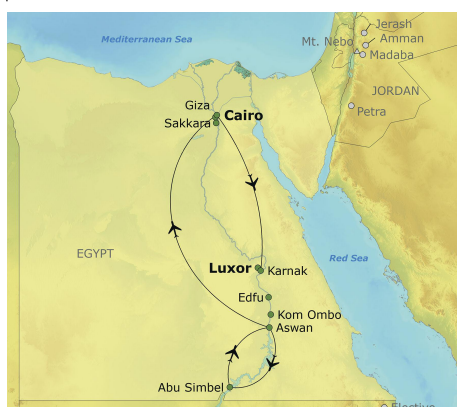 Jerash
Mediterranean Sea
Amman
Mt. Nebo
Madaba
JORDAN
Giza
Cairo
Petra
Sakkara
EGYPT
Red Sea
Luxor
Karnak
Edfu
Kom Ombo
Aswan
Abu Simbel